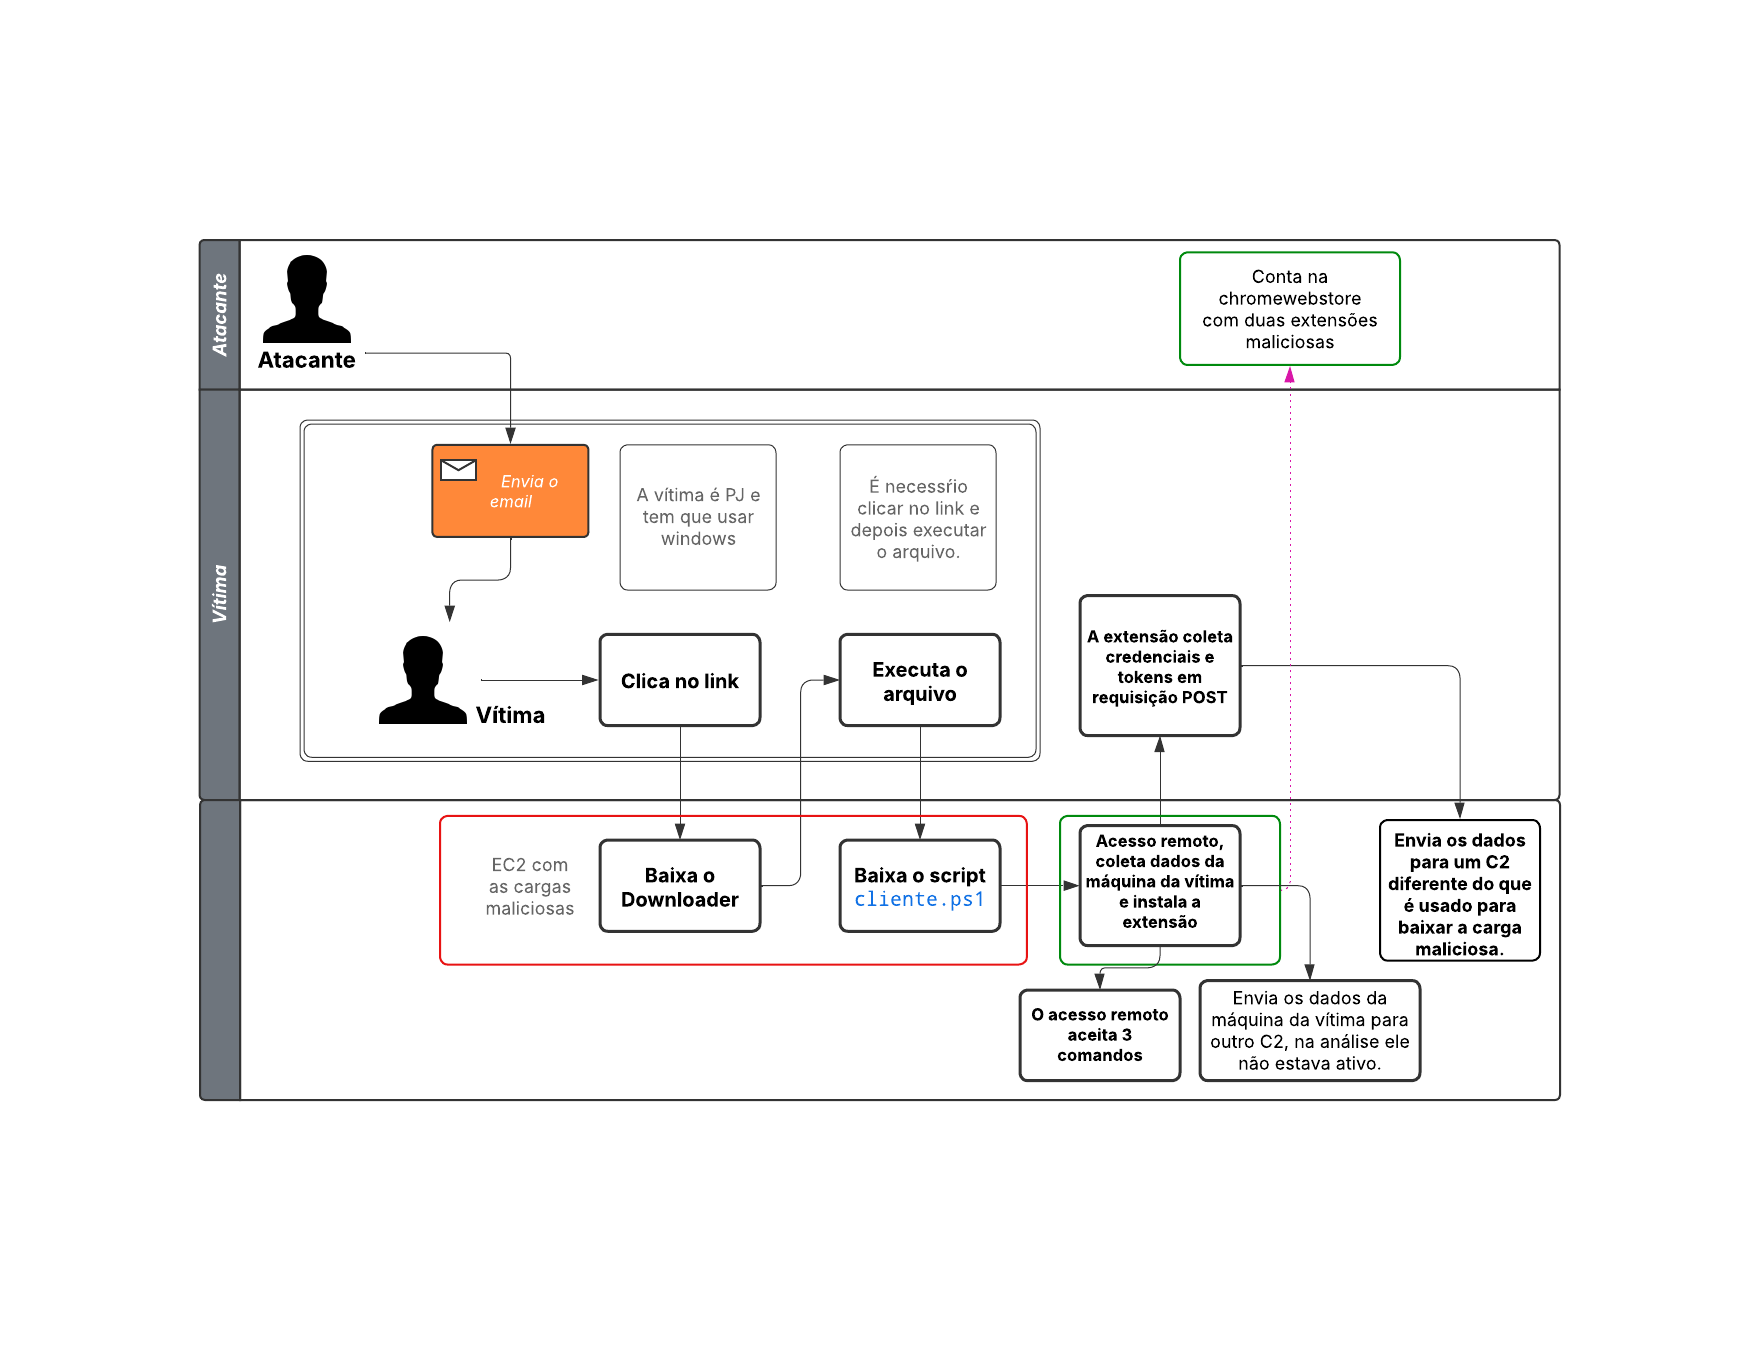 Atacante
Atacante
Conta na
chromewebstore
com duas extensões
maliciosas
Vítima
Envia o
email
A vítima é PJ e
tem que usar
windows
É necessŕio
clicar no link e
depois executar
o arquivo.
Vítima
Clica no link
Executa o
arquivo
A extensão coleta
credenciais e
tokens em
requisição POST
EC2 com
as cargas
maliciosas
Baixa o
Downloader
Baixa o script
cliente.ps1
Acesso remoto,
coleta dados da
máquina da vítima
e instala a
extensão
Envia os dados
para um C2
diferente do que
é usado para
baixar a carga
maliciosa.
O acesso remoto
aceita 3
comandos
Envia os dados da
máquina da vítima para
outro C2, na análise ele
não estava ativo.